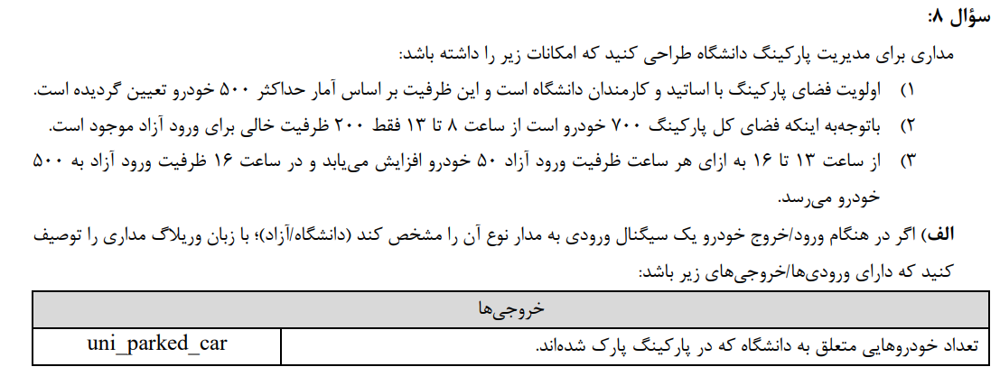 سؤال ۸:
مداری برای مدیریت پارکینگ دانشگاه طراحی کنید که امکانات زیر را داشته باشد:
۱) اولویت فضای پارکینگ با اساتید و کارمندان دانشگاه است و این ظرفیت بر اساس آمار حداکثر ۵۰۰ خودرو تعیین گردیده است.
۲) باتوجه‌به اینکه فضای کل پارکینگ ۷۰۰ خودرو است از ساعت ۸ تا ۱۳ فقط ۲۰۰ ظرفیت خالی برای ورود آزاد موجود است.
۳) از ساعت ۱۳ تا ۱۶ به ازای هر ساعت ظرفیت ورود آزاد ۵۰ خودرو افزایش می‌یابد و در ساعت ۱۶ ظرفیت ورود آزاد به ۵۰۰
خودرو می‌رسد.
الف) اگر در هنگام ورود/خروج خودرو یک سیگنال ورودی به مدار نوع آن را مشخص کند (دانشگاه/آزاد)؛ با زبان وریلاگ مداری را توصیف
کنید که دارای ورودی‌ها/خروجی‌های زیر باشد:
خروجی‌ها
تعداد خودروهایی متعلق به دانشگاه که در پارکینگ پارک شده‌اند. uni_parked_car